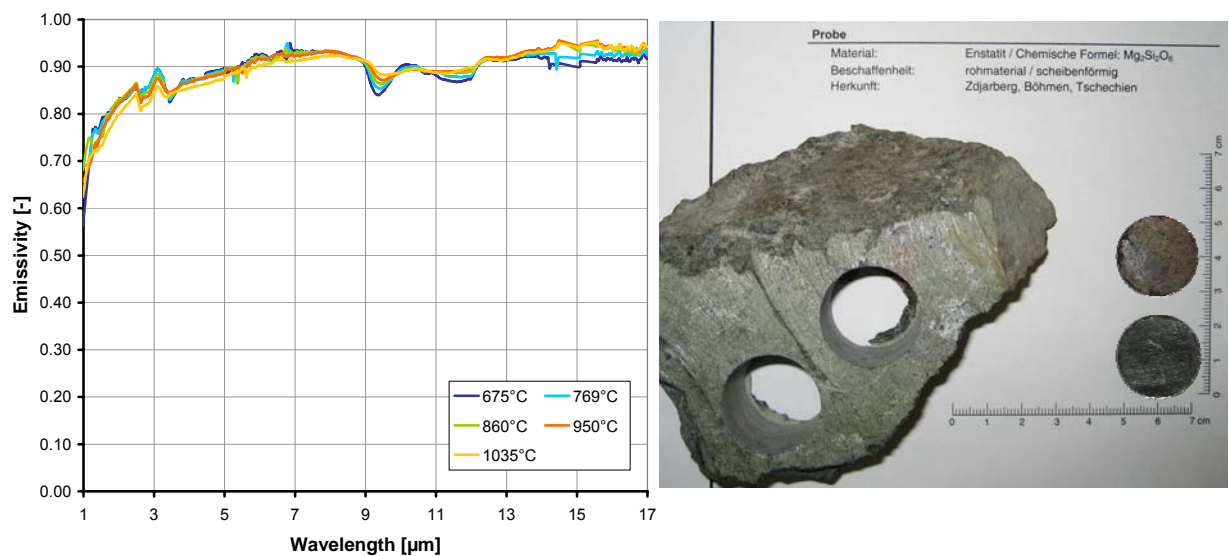 1.00
0.90
0.80
0.70
0.60
0.50
0.40
0.30
0.20
0.10
0.00
Emissivity [-]
1 3 5 7 9 11 13 15 17
Wavelength [µm]
675°C 769°C
860°C 950°C
1035°C
Probe
Material: Enstatit / Chemische Formel: Mg₂Si₂O₆
Beschaffenheit: rohmaterial / scheibenförmig
Herkunft: Zdjarberg, Böhmen, Tschechien
7 cm
6
5
4
3
2
1
0
0 1 2 3 4 5 6 7 cm